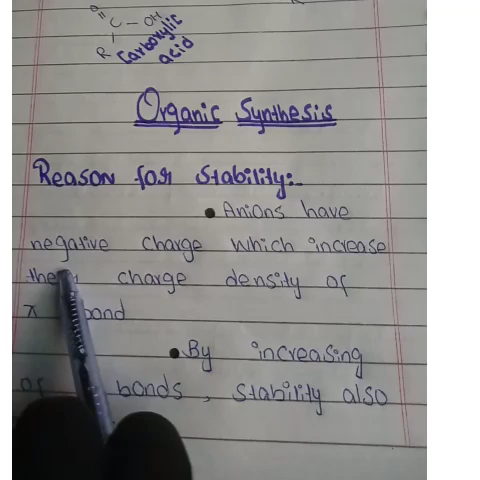 O
C - OH
R
Carboxylic
acid
Organic Synthesis
Reason for Stability:-
• Anions have
negative charge which increase
charge density of
π bond
• By increasing
of bonds, stability also